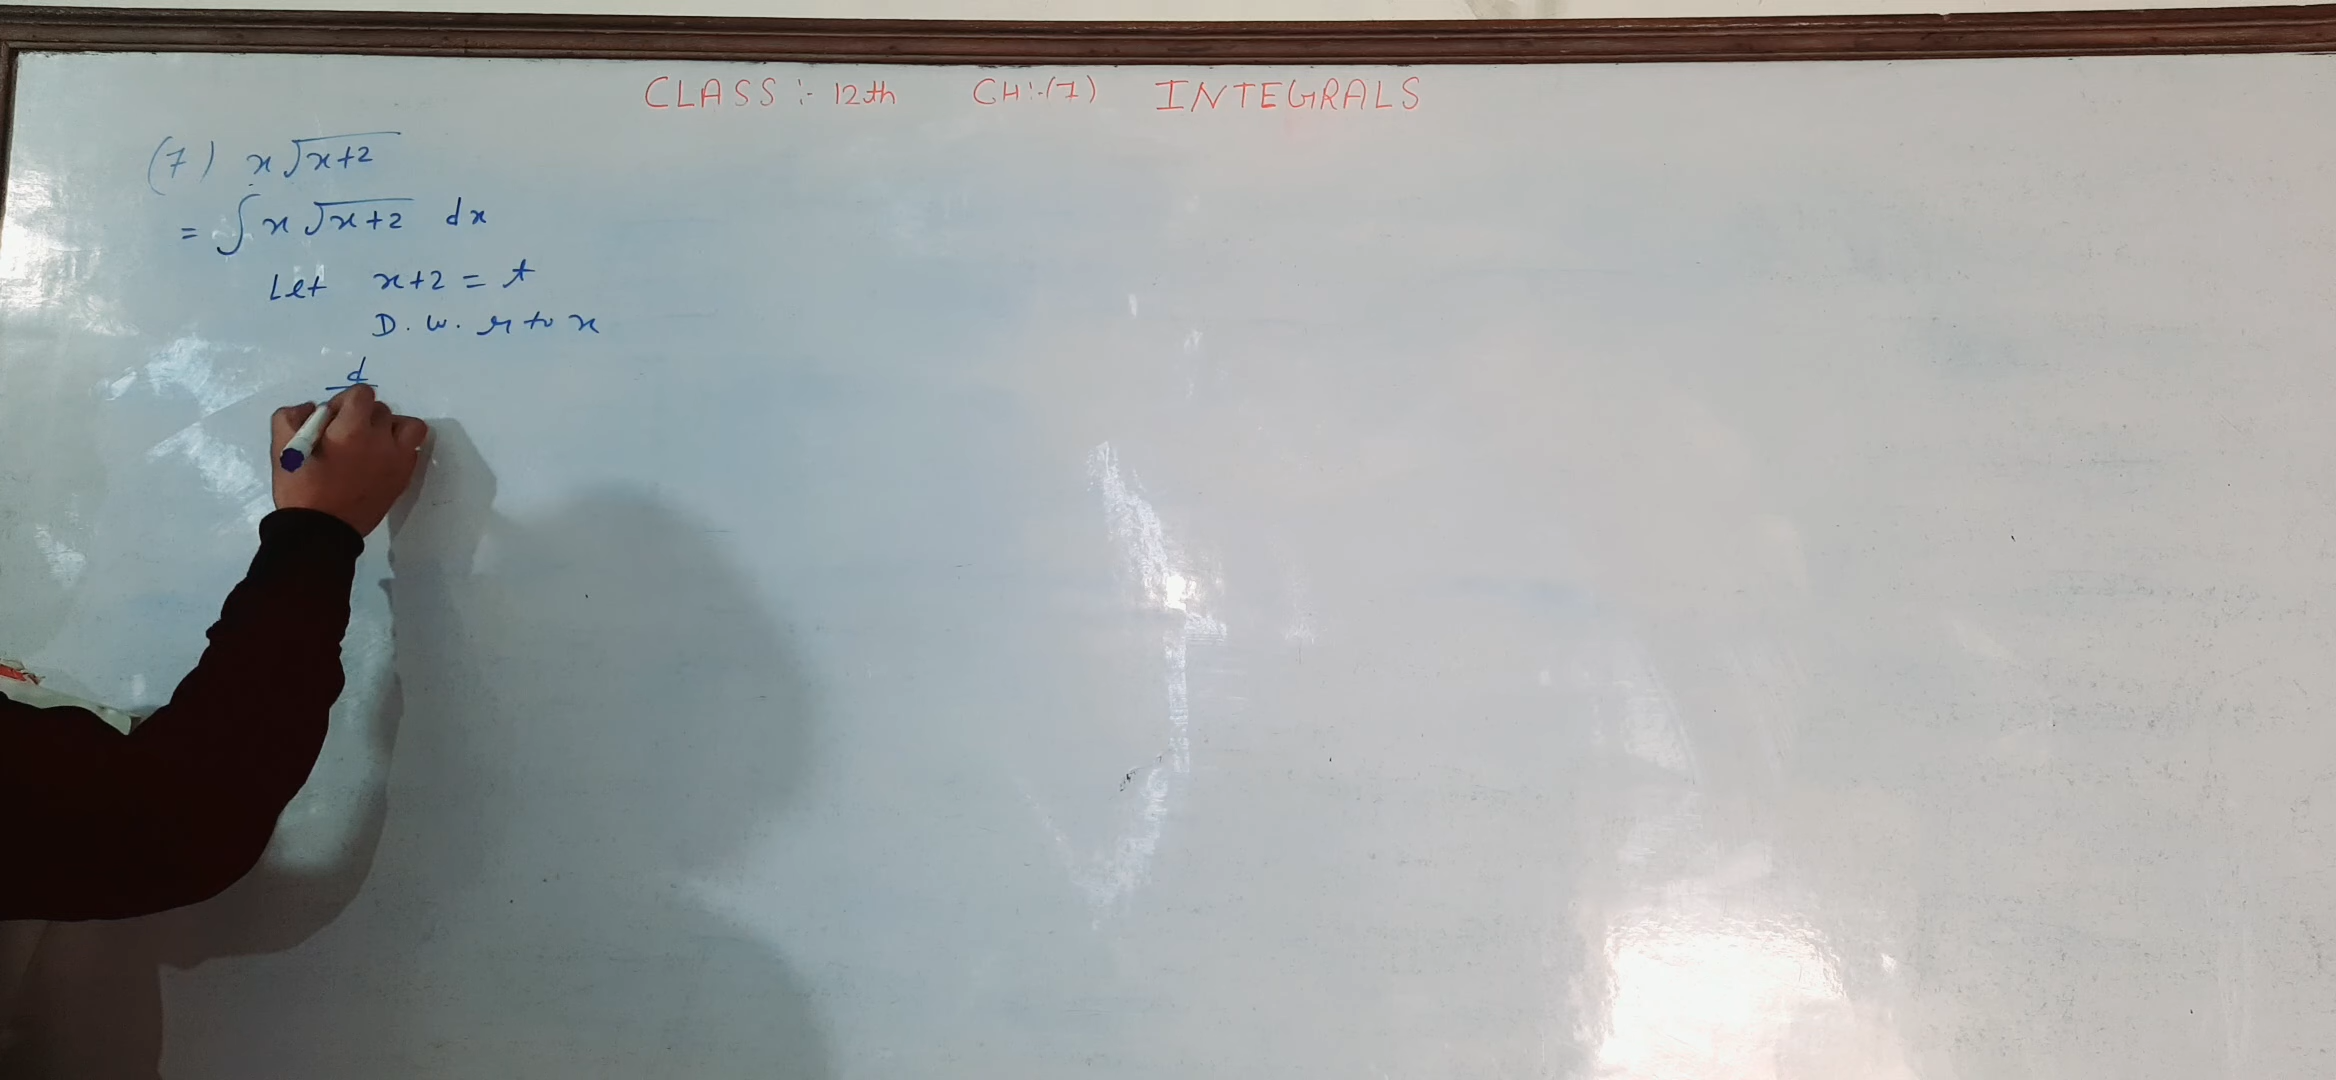 CLASS :- 12th CH:-(7) INTEGRALS
(7) x√x+2
= ∫x √x+2 dx
Let x+2 = t
D. w. r to x
d